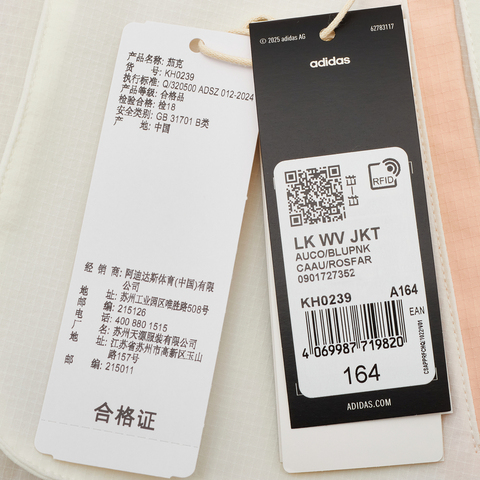 产品名称: 茄克
货 号: KH0239
执行标准: Q/320500 ADSZ 012-2024
产品等级: 合格品
检验合格: 检18
安全类别: GB 31701 B类
产 地: 中国
经 销 商: 阿迪达斯体育(中国)有限
公司
地 址: 苏州工业园区唯胜路508号
邮 编: 215126
电 话: 400 880 1515
名 称: 苏州天源服装有限公司
地 址: 江苏省苏州市高新区玉山
路157号
邮 编: 215011
合格证
© 2025 adidas AG
62783117
adidas
RFID
LK WV JKT
AUCO/BLUPNK
CAAU/ROSFAR
0901727352
KH0239 A164
EAN
4 069987 719820
164
ADIDAS.COM